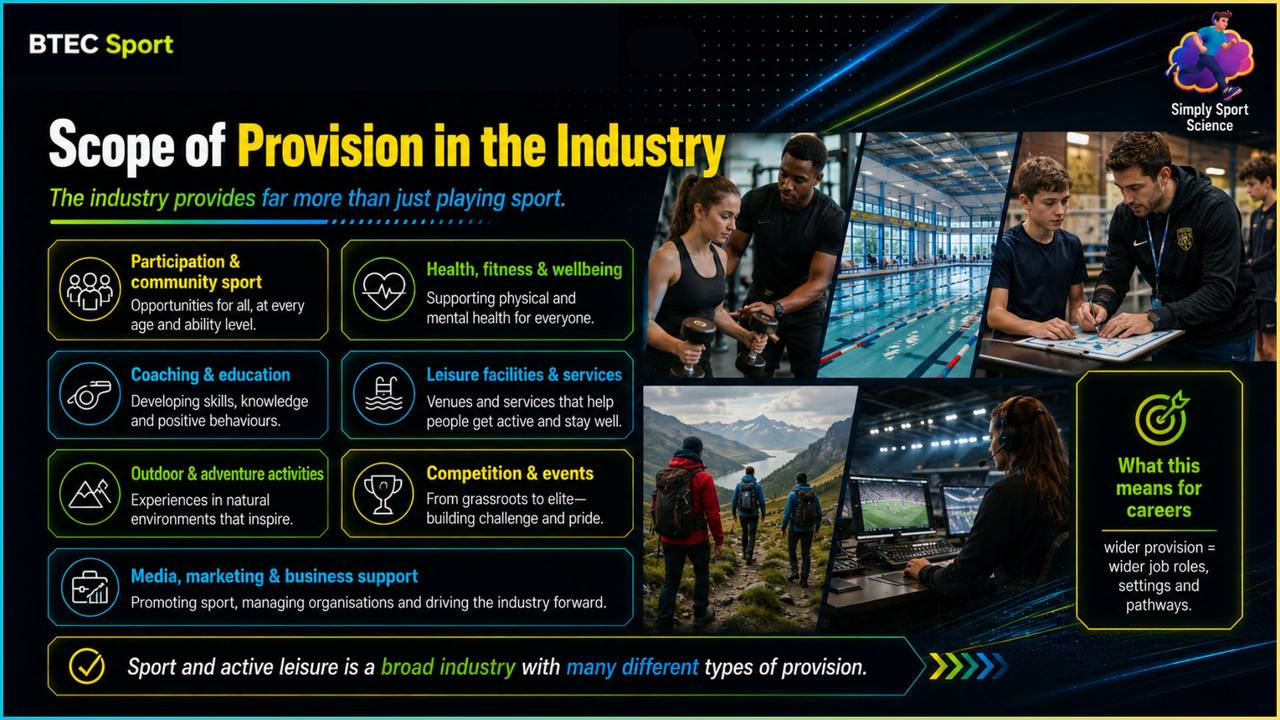 BTEC Sport
Simply Sport
Science
Scope of Provision in the Industry
The industry provides far more than just playing sport.
Participation &
community sport
Opportunities for all, at every
age and ability level.
Health, fitness & wellbeing
Supporting physical and
mental health for everyone.
Coaching & education
Developing skills, knowledge
and positive behaviours.
Leisure facilities & services
Venues and services that help
people get active and stay well.
Outdoor & adventure activities
Experiences in natural
environments that inspire.
Competition & events
From grassroots to elite—
building challenge and pride.
Media, marketing & business support
Promoting sport, managing organisations and driving the industry forward.
What this
means for
careers
wider provision =
wider job roles,
settings and
pathways.
Sport and active leisure is a broad industry with many different types of provision.